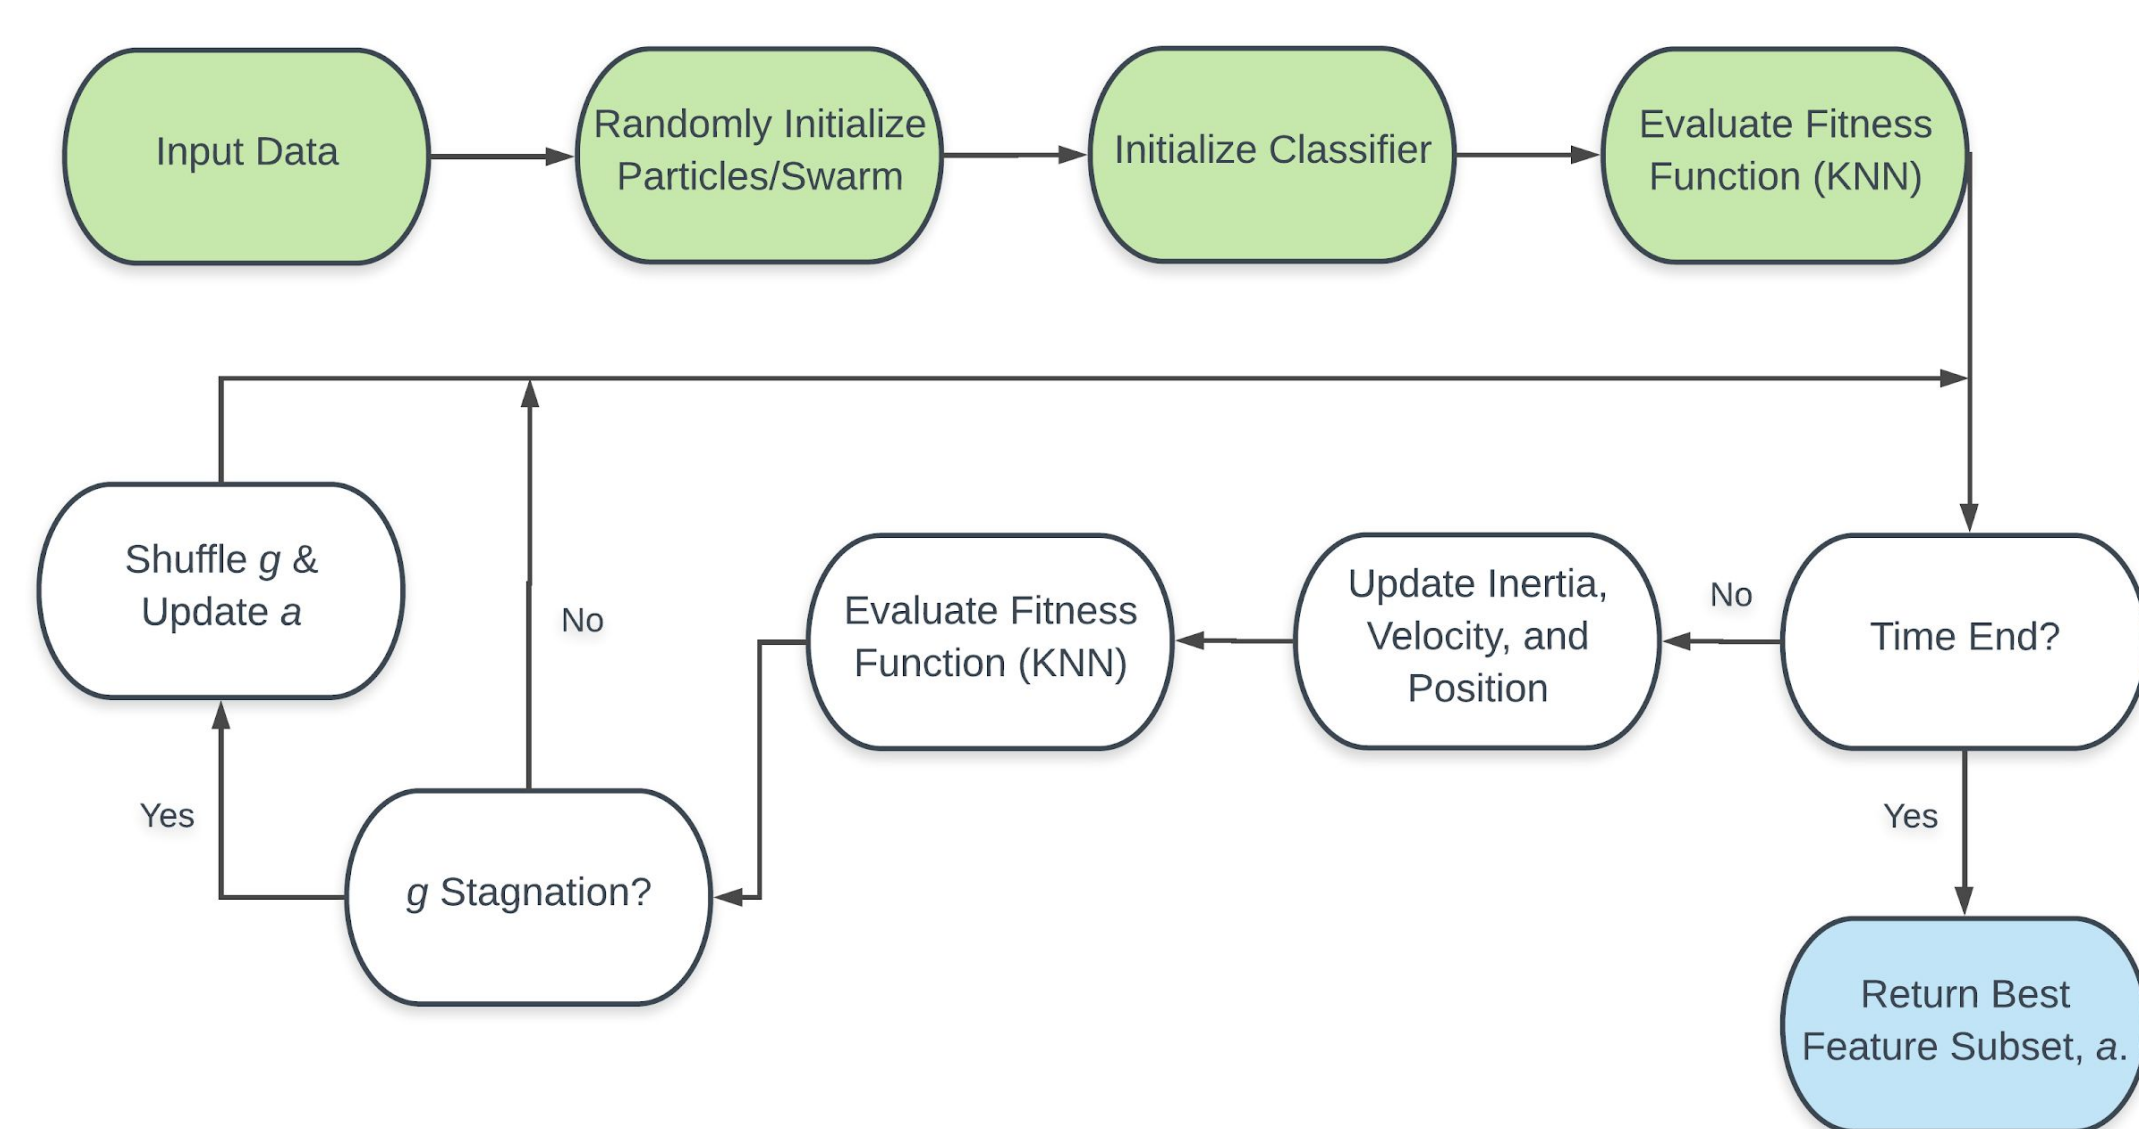 Input Data
Randomly Initialize
Particles/Swarm
Initialize Classifier
Evaluate Fitness
Function (KNN)
Time End?
No
Update Inertia,
Velocity, and
Position
Evaluate Fitness
Function (KNN)
g Stagnation?
No
Yes
Shuffle g &
Update a
Yes
Return Best
Feature Subset, a.